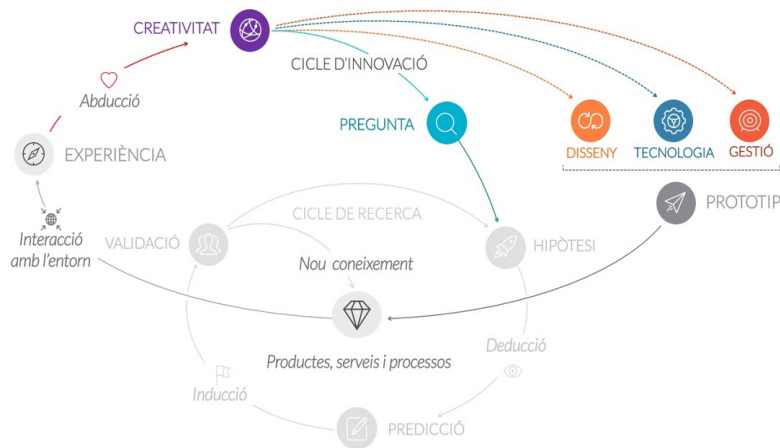 CREATIVITAT
CICLE D'INNOVACIÓ
Abducció
PREGUNTA
DISSENY
TECNOLOGIA
GESTIÓ
EXPERIÈNCIA
PROTOTIP
CICLE DE RECERCA
Interacció
amb l'entorn
VALIDACIÓ
HIPÒTESI
Nou coneixement
Deducció
Productes, serveis i processos
Inducció
PREDICCIÓ